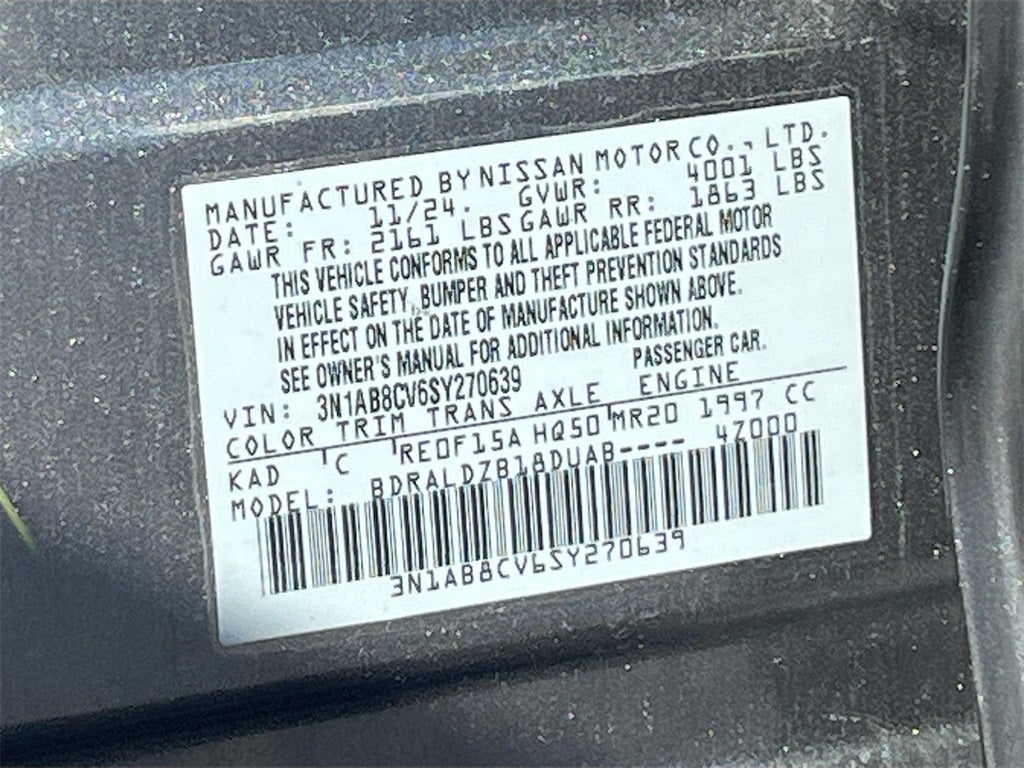 MANUFACTURED BY NISSAN MOTOR CO., LTD.
DATE: 11/24. GVWR: 4001 LBS
GAWR FR: 2161 LBS GAWR RR: 1863 LBS
THIS VEHICLE CONFORMS TO ALL APPLICABLE FEDERAL MOTOR
VEHICLE SAFETY, BUMPER AND THEFT PREVENTION STANDARDS
IN EFFECT ON THE DATE OF MANUFACTURE SHOWN ABOVE.
SEE OWNER'S MANUAL FOR ADDITIONAL INFORMATION.
VIN: 3N1AB8CV6SY270639 PASSENGER CAR.
COLOR TRIM TRANS AXLE ENGINE
KAD C RE0F15A HQ50 MR20 1997 CC
MODEL: BDRALDZB18DUAB---- 4Z000
3N1AB8CV6SY270639